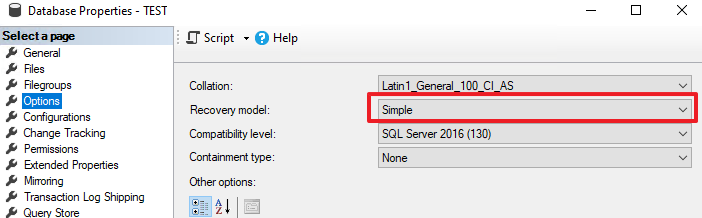 Database Properties - TEST
Select a page
General
Files
Filegroups
Options
Configurations
Change Tracking
Permissions
Extended Properties
Mirroring
Transaction Log Shipping
Query Store
Script
Help
Collation: Latin1_General_100_CI_AS
Recovery model: Simple
Compatibility level: SQL Server 2016 (130)
Containment type: None
Other options:
A
Z